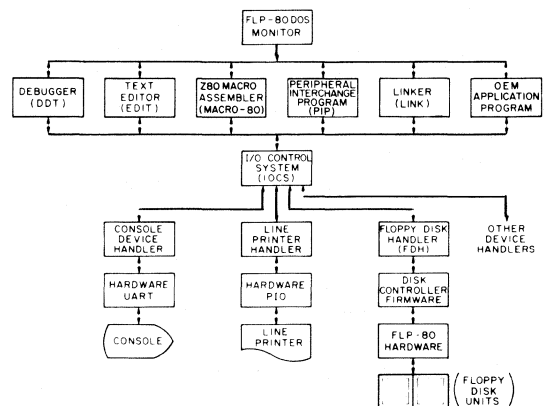 FLP-80DOS
MONITOR
DEBUGGER
(DDT)
TEXT
EDITOR
(EDIT)
Z80 MACRO
ASSEMBLER
(MACRO-80)
PERIPHERAL
INTERCHANGE
PROGRAM
(PIP)
LINKER
(LINK)
OEM
APPLICATION
PROGRAM
I/O CONTROL
SYSTEM
(IOCS)
CONSOLE
DEVICE
HANDLER
LINE
PRINTER
HANDLER
FLOPPY DISK
HANDLER
(FDH)
OTHER
DEVICE
HANDLERS
HARDWARE
UART
HARDWARE
PIO
DISK
CONTROLLER
FIRMWARE
CONSOLE
LINE
PRINTER
FLP-80
HARDWARE
(FLOPPY
DISK
UNITS)